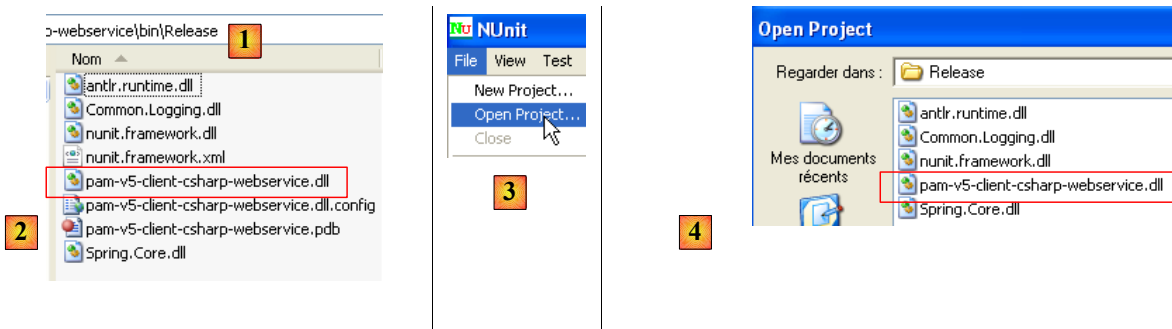 o-webservice\bin\Release
1
Nom
antlr.runtime.dll
Common.Logging.dll
nunit.framework.dll
nunit.framework.xml
pam-v5-client-csharp-webservice.dll
pam-v5-client-csharp-webservice.dll.config
pam-v5-client-csharp-webservice.pdb
Spring.Core.dll
2
Nu NUnit
File View Test
New Project...
Open Project...
Close
3
Open Project
Regarder dans :
Release
Mes documents
récents
antlr.runtime.dll
Common.Logging.dll
nunit.framework.dll
pam-v5-client-csharp-webservice.dll
Spring.Core.dll
4